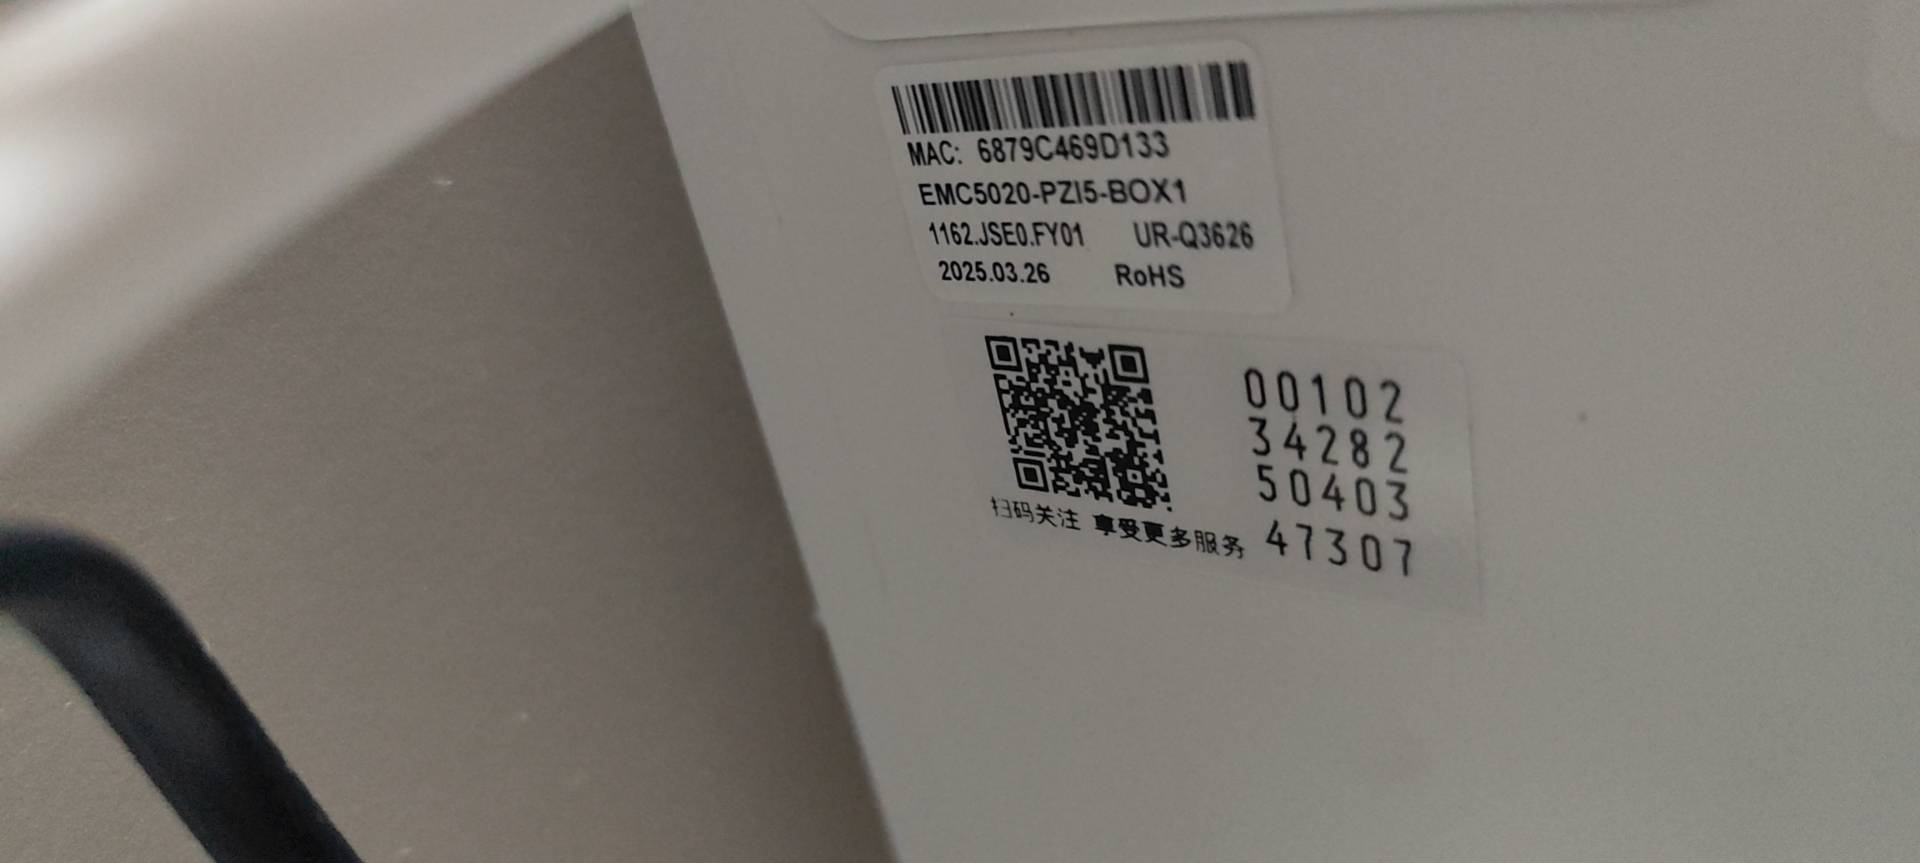 MAC: 6879C469D133
EMC5020-PZI5-BOX1
1162.JSE0.FY01 UR-Q3626
2025.03.26 RoHS
00102
34282
50403
47307
扫码关注 享受更多服务